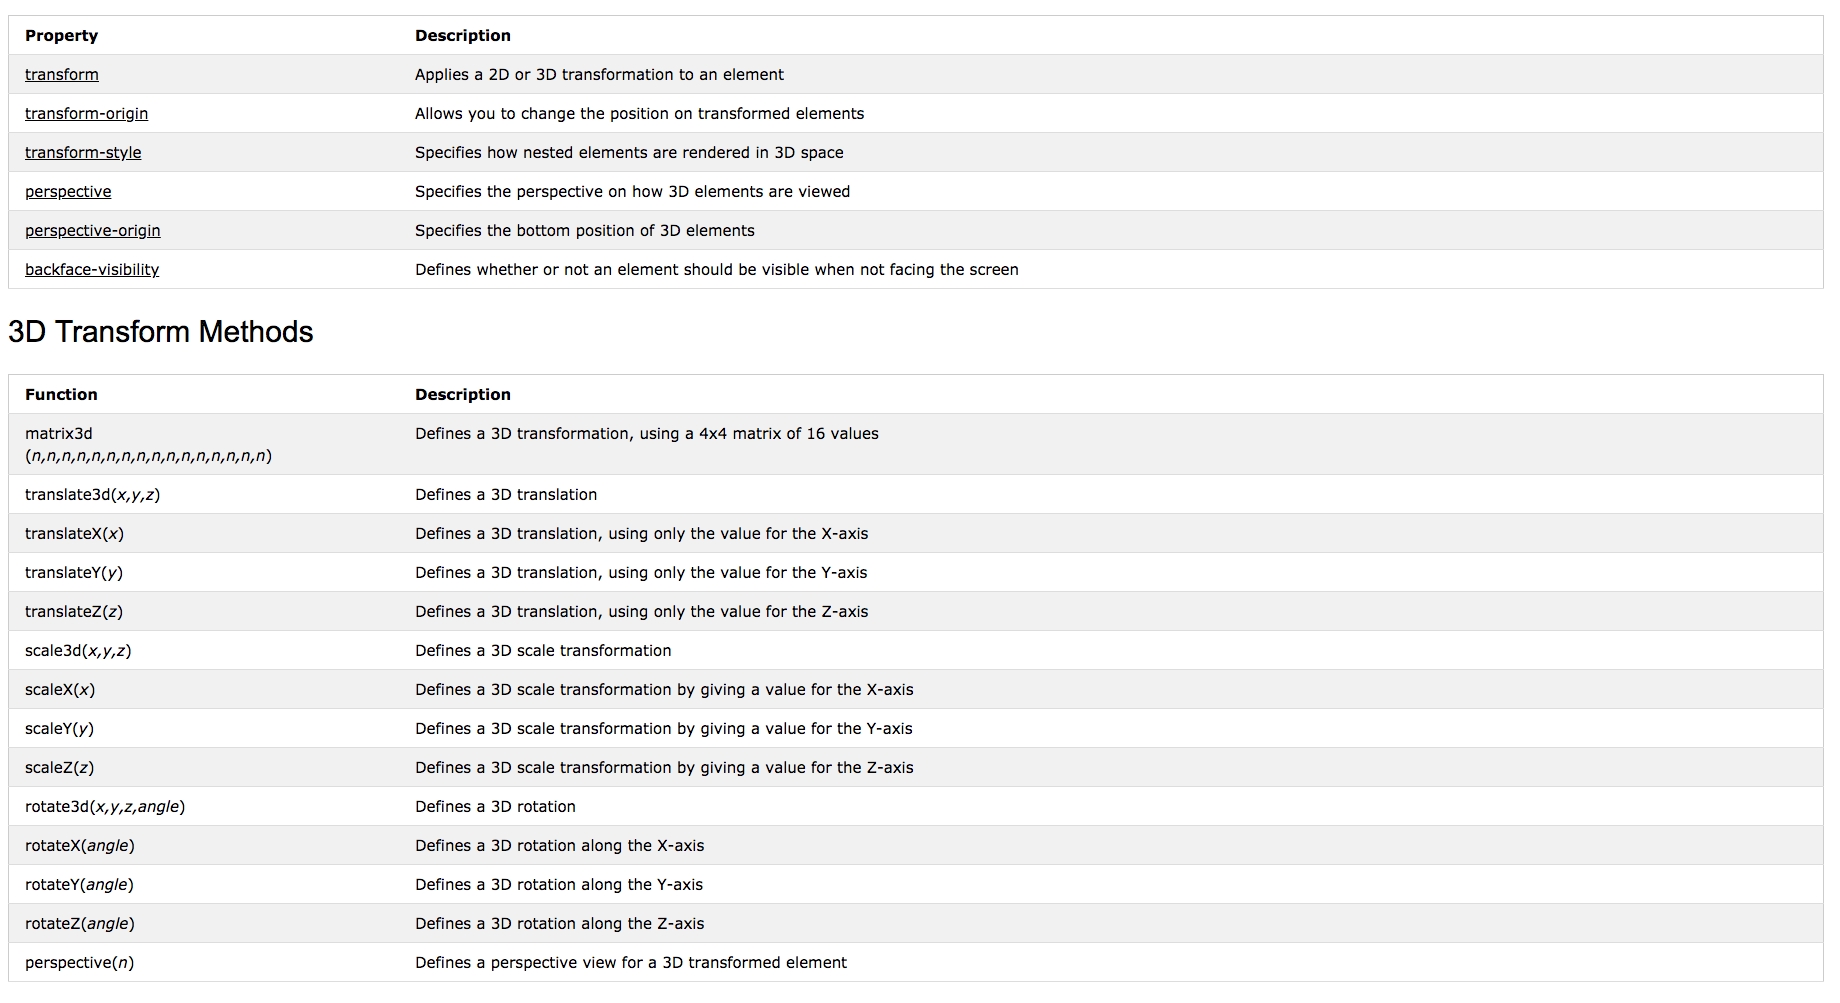 Property Description
transform Applies a 2D or 3D transformation to an element
transform-origin Allows you to change the position on transformed elements
transform-style Specifies how nested elements are rendered in 3D space
perspective Specifies the perspective on how 3D elements are viewed
perspective-origin Specifies the bottom position of 3D elements
backface-visibility Defines whether or not an element should be visible when not facing the screen
3D Transform Methods
Function Description
matrix3d Defines a 3D transformation, using a 4x4 matrix of 16 values
(n,n,n,n,n,n,n,n,n,n,n,n,n,n,n,n)
translate3d(x,y,z) Defines a 3D translation
translateX(x) Defines a 3D translation, using only the value for the X-axis
translateY(y) Defines a 3D translation, using only the value for the Y-axis
translateZ(z) Defines a 3D translation, using only the value for the Z-axis
scale3d(x,y,z) Defines a 3D scale transformation
scaleX(x) Defines a 3D scale transformation by giving a value for the X-axis
scaleY(y) Defines a 3D scale transformation by giving a value for the Y-axis
scaleZ(z) Defines a 3D scale transformation by giving a value for the Z-axis
rotate3d(x,y,z,angle) Defines a 3D rotation
rotateX(angle) Defines a 3D rotation along the X-axis
rotateY(angle) Defines a 3D rotation along the Y-axis
rotateZ(angle) Defines a 3D rotation along the Z-axis
perspective(n) Defines a perspective view for a 3D transformed element